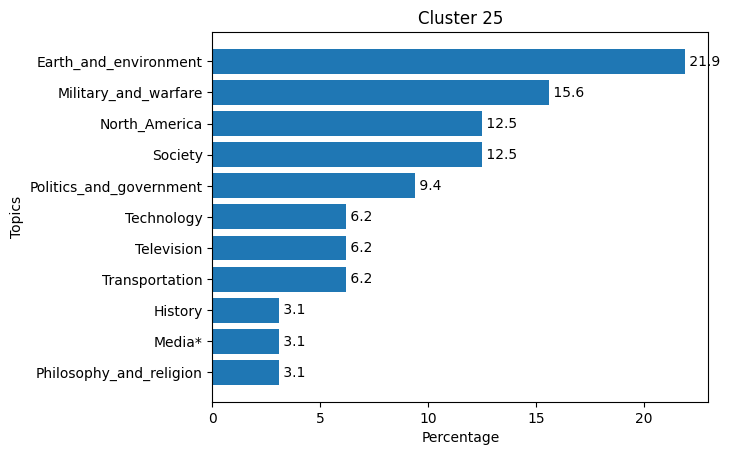 Cluster 25
Topics
Earth_and_environment 21.9
Military_and_warfare 15.6
North_America 12.5
Society 12.5
Politics_and_government 9.4
Technology 6.2
Television 6.2
Transportation 6.2
History 3.1
Media* 3.1
Philosophy_and_religion 3.1
0 5 10 15 20
Percentage